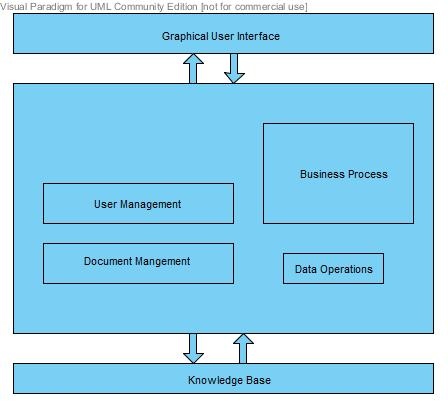 Visual Paradigm for UML Community Edition [not for commercial use]
Graphical User Interface
Business Process
User Management
Document Mangement
Data Operations
Knowledge Base